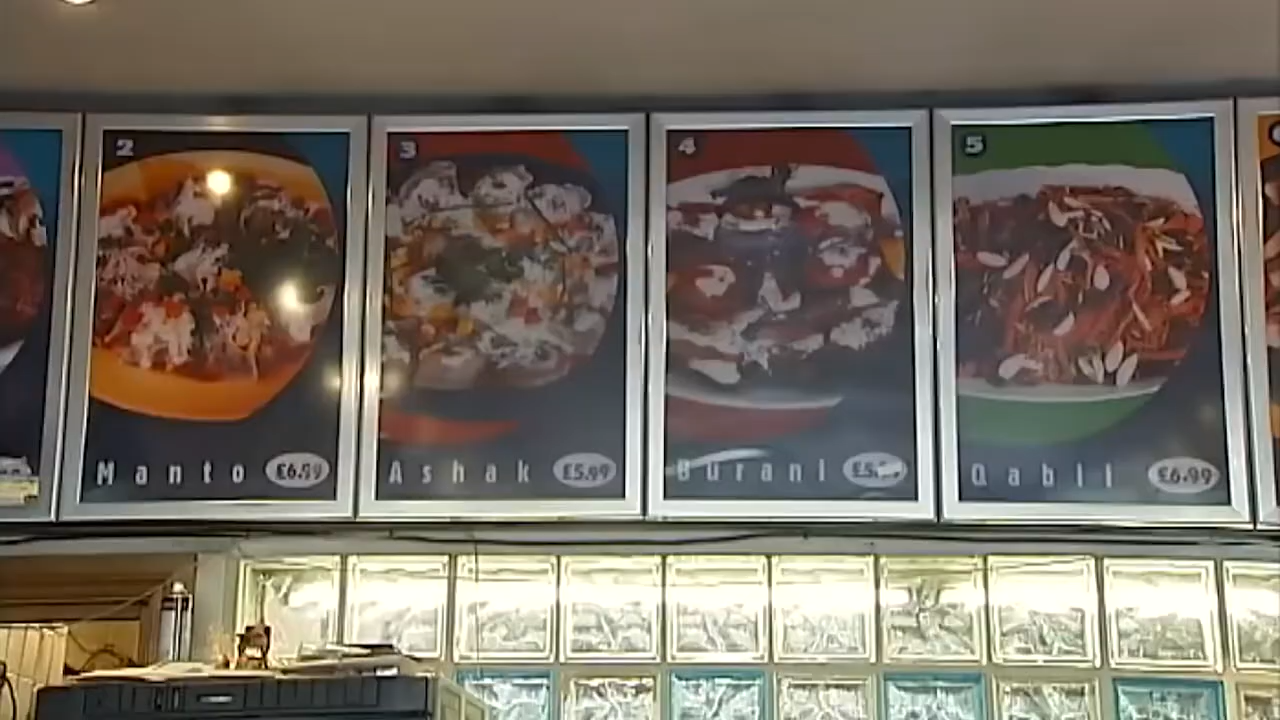 2
Manto £6.99
3
Ashak £5.99
4
Burani
5
Qabli £6.99